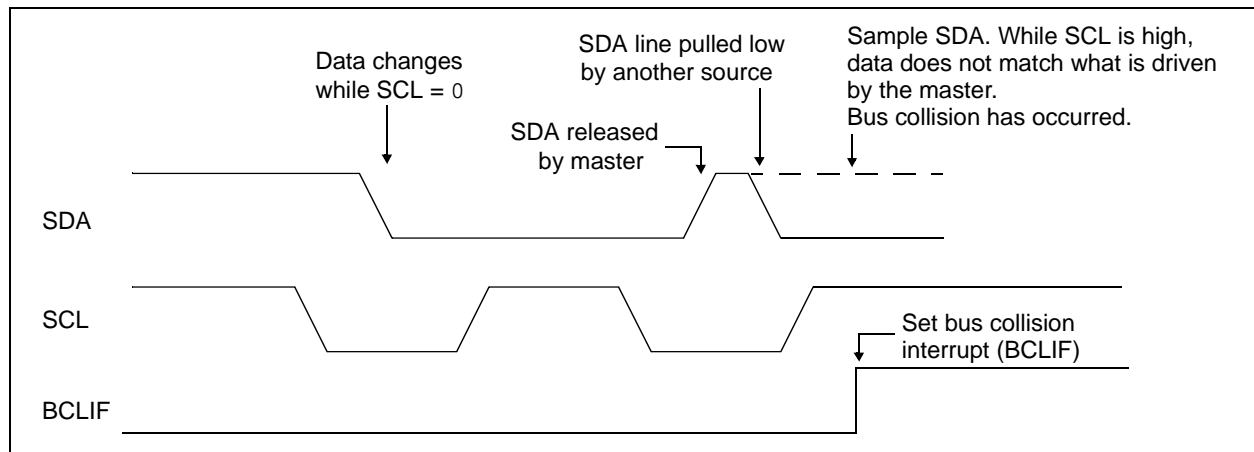 Data changes
while SCL = 0
SDA line pulled low
by another source
Sample SDA. While SCL is high,
data does not match what is driven
by the master.
Bus collision has occurred.
SDA released
by master
SDA
SCL
Set bus collision
interrupt (BCLIF)
BCLIF